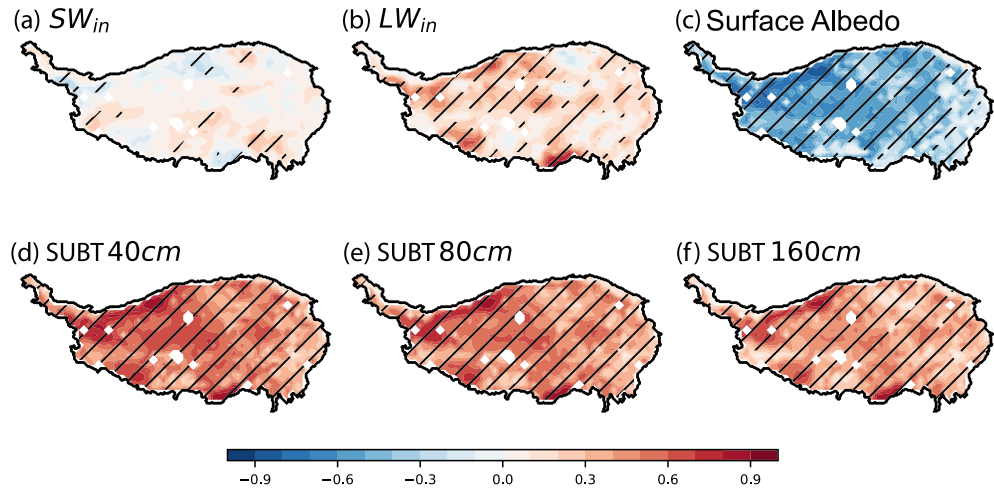 (a) SW_in (b) LW_in (c) Surface Albedo
(d) SUBT 40cm (e) SUBT 80cm (f) SUBT 160cm
−0.9 −0.6 −0.3 0.0 0.3 0.6 0.9